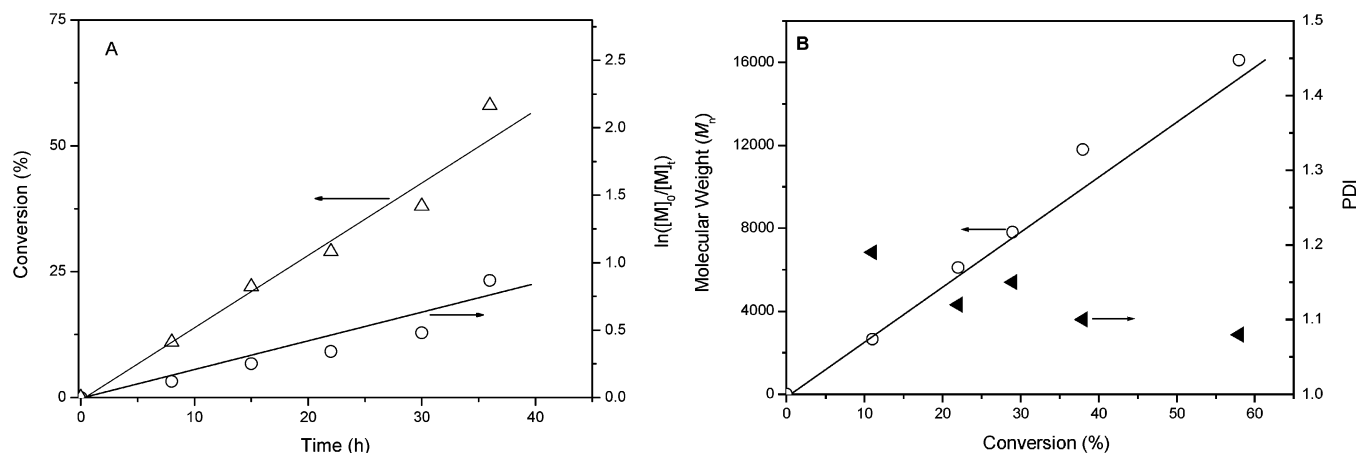 A
75
50
25
0
Conversion (%)
0 10 20 30 40
Time (h)
2.5
2.0
1.5
1.0
0.5
0.0
ln([M]0/[M]t)
B
16000
12000
8000
4000
0
Molecular Weight (Mn)
0 10 20 30 40 50 60
Conversion (%)
1.5
1.4
1.3
1.2
1.1
1.0
PDI